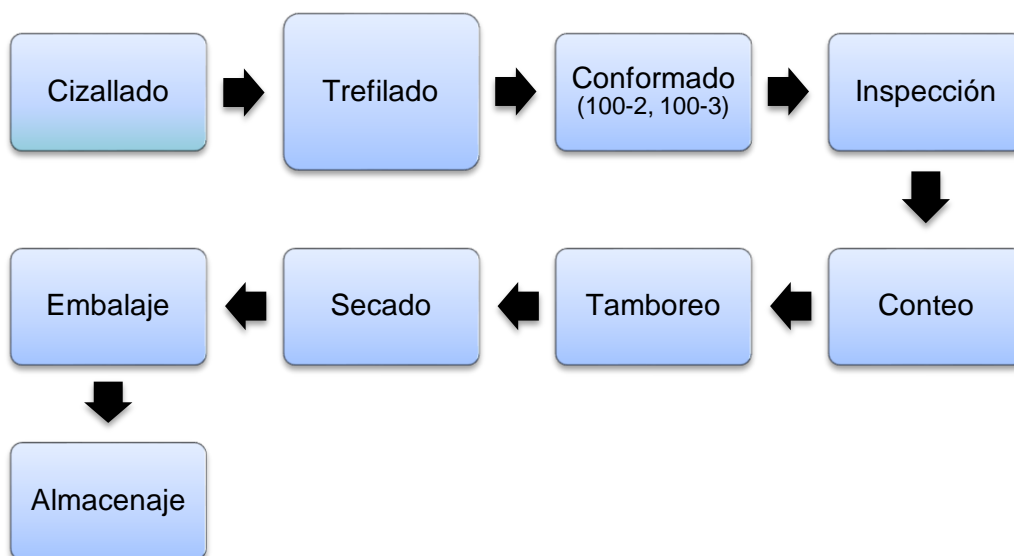 Cizallado
Trefilado
Conformado
(100-2, 100-3)
Inspección
Conteo
Tamboreo
Secado
Embalaje
Almacenaje